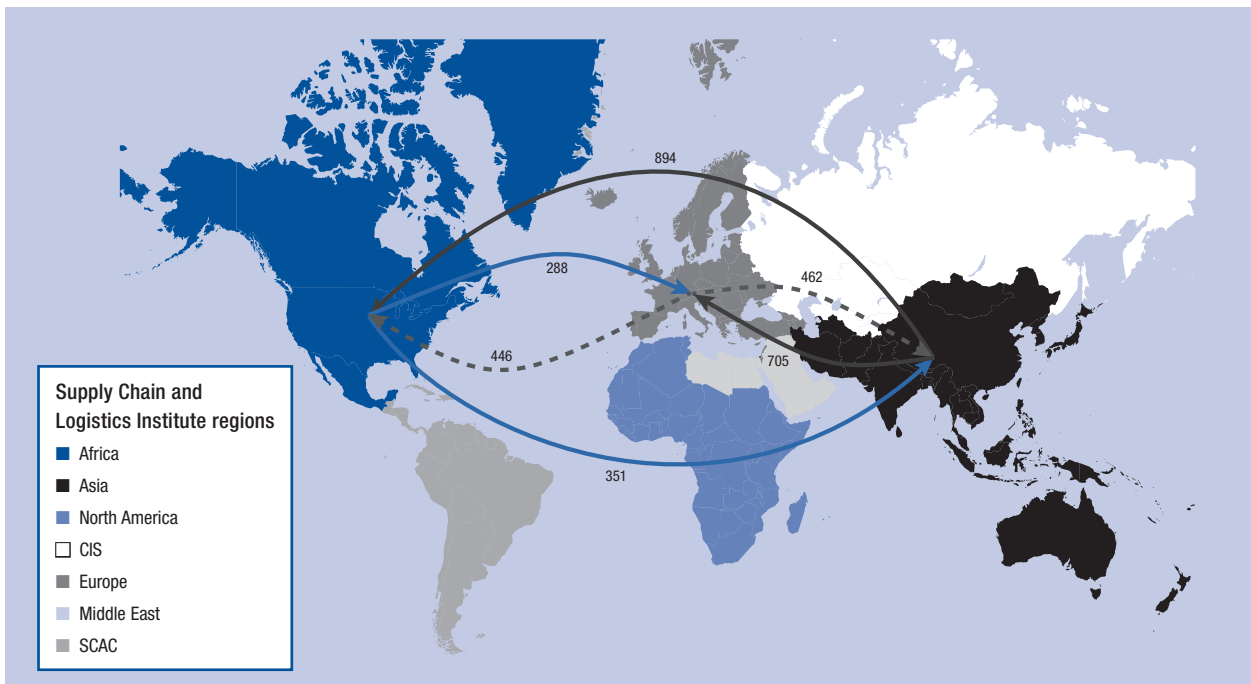 894
288
462
446
705
351
Supply Chain and
Logistics Institute regions
Africa
Asia
North America
CIS
Europe
Middle East
SCAC